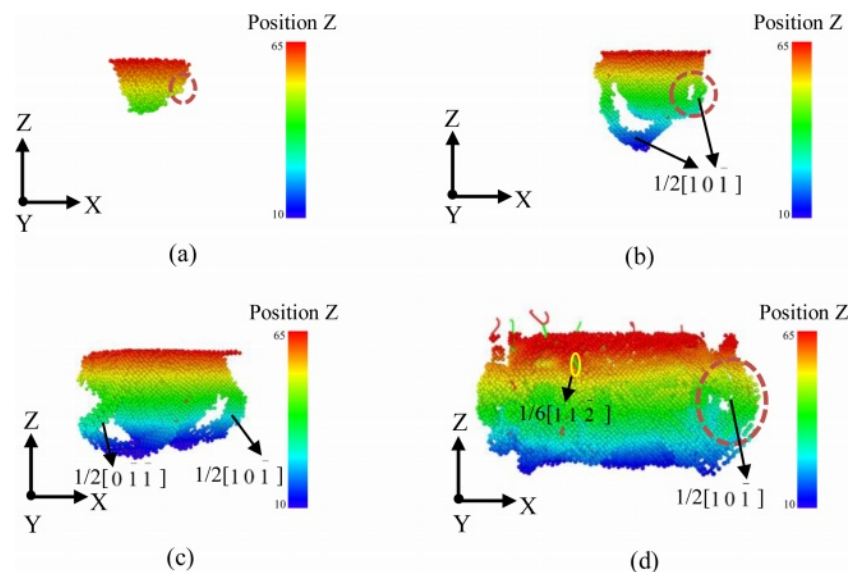 Position Z
65
10
Z
X
Y
(a)
Position Z
65
10
Z
X
Y
1/2[1 0 1̄]
(b)
Position Z
65
10
Z
X
Y
1/2[0 1̄ 1̄]
1/2[1 0 1̄]
(c)
Position Z
65
10
Z
X
Y
1/6[1 1 2̄]
1/2[1 0 1̄]
(d)